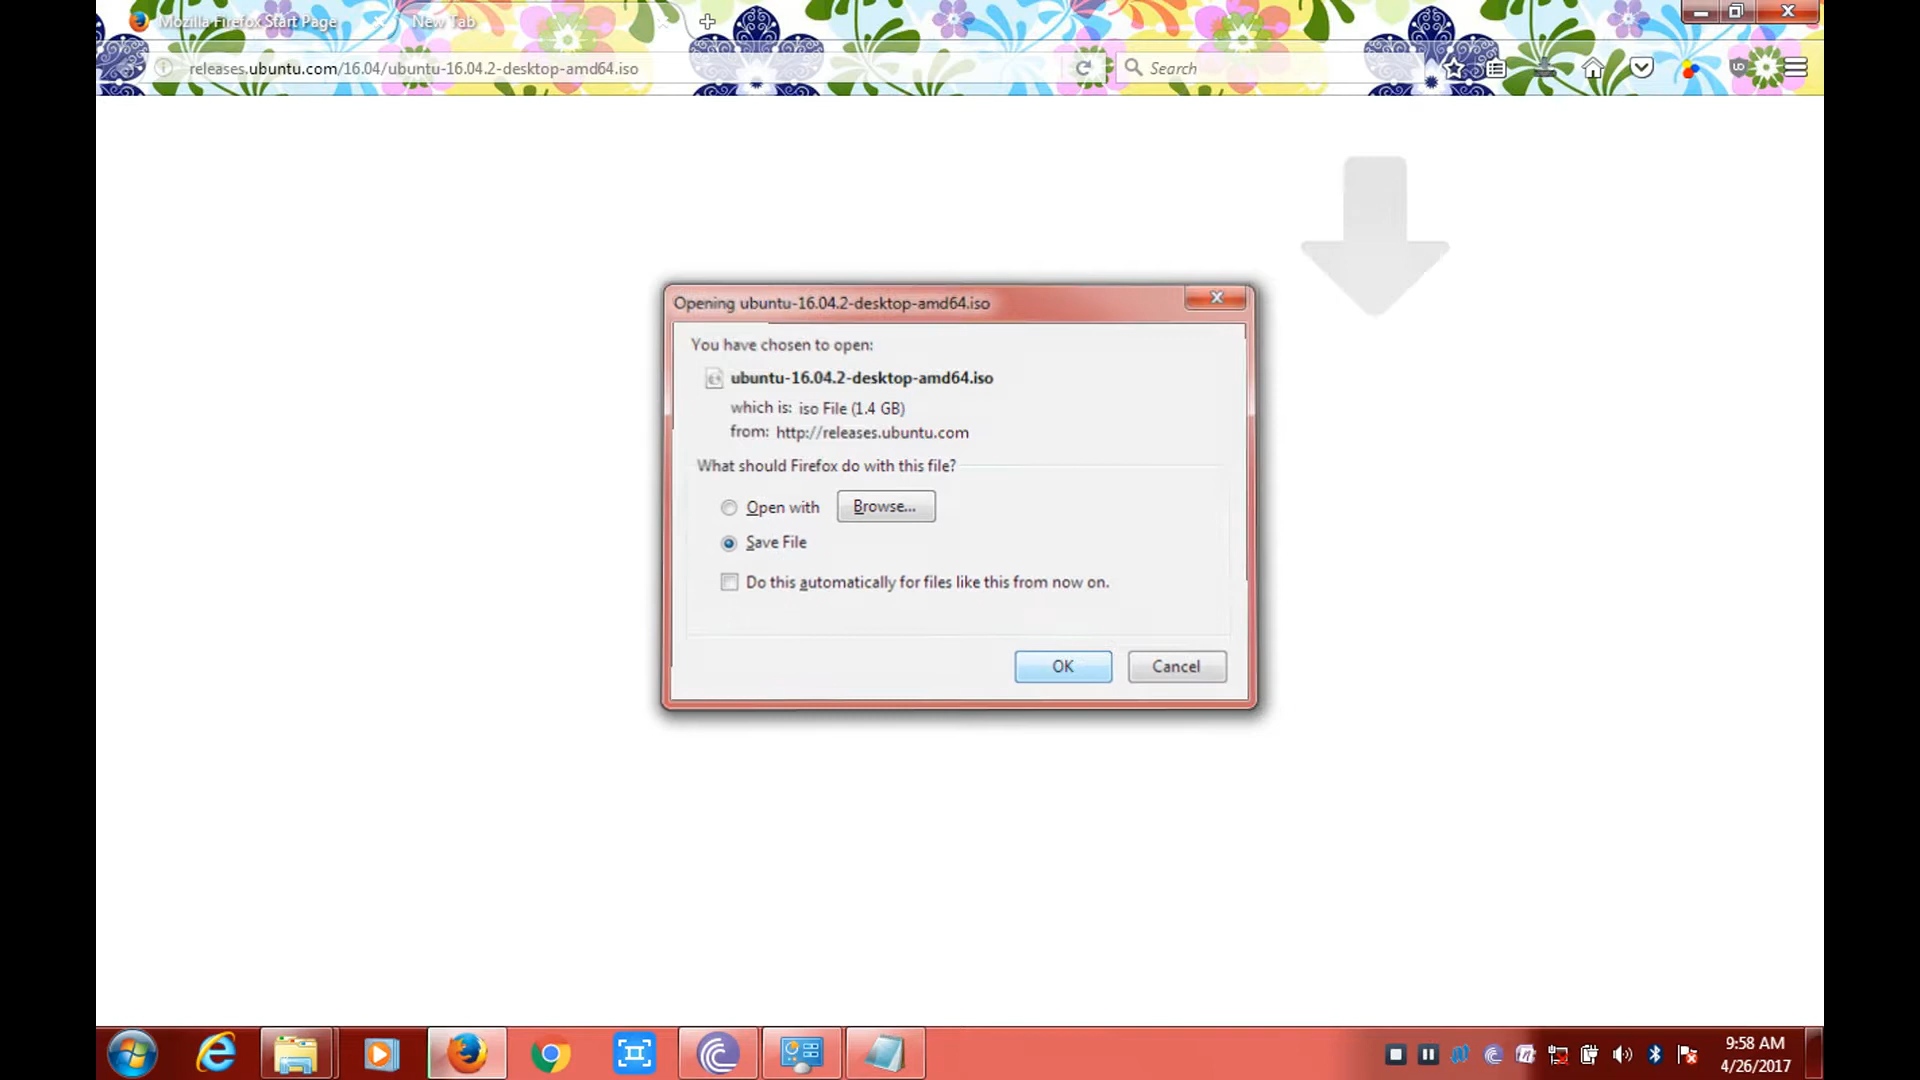 Mozilla Firefox Start Page
New Tab
releases.ubuntu.com/16.04/ubuntu-16.04.2-desktop-amd64.iso
Search
Opening ubuntu-16.04.2-desktop-amd64.iso
You have chosen to open:
ubuntu-16.04.2-desktop-amd64.iso
which is: iso File (1.4 GB)
from: http://releases.ubuntu.com
What should Firefox do with this file?
Open with Browse...
Save File
Do this automatically for files like this from now on.
OK Cancel
9:58 AM
4/26/2017